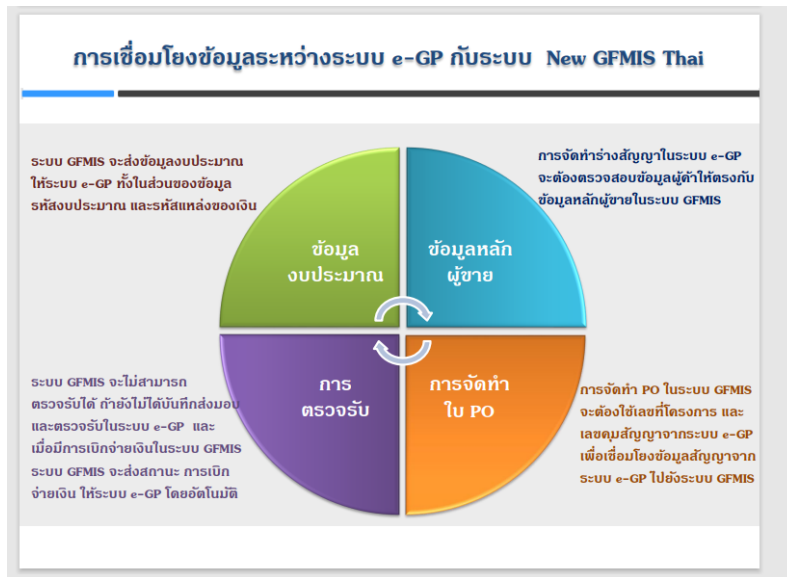 การเชื่อมโยงข้อมูลระหว่างระบบ e-GP กับระบบ New GFMIS Thai
ระบบ GFMIS จะส่งข้อมูลงบประมาณ
ให้ระบบ e-GP ทั้งในส่วนของข้อมูล
รหัสงบประมาณ และรหัสแหล่งของเงิน
การจัดทำร่างสัญญาในระบบ e-GP
จะต้องตรวจสอบข้อมูลผู้ค้าให้ตรงกับ
ข้อมูลหลักผู้ขายในระบบ GFMIS
ข้อมูล
งบประมาณ
ข้อมูลหลัก
ผู้ขาย
การ
ตรวจรับ
การจัดทำ
ใบ PO
ระบบ GFMIS จะไม่สามารถ
ตรวจรับได้ ถ้ายังไม่ได้บันทึกส่งมอบ
และตรวจรับในระบบ e-GP และ
เมื่อมีการเบิกจ่ายเงินในระบบ GFMIS
ระบบ GFMIS จะส่งสถานะ การเบิก
จ่ายเงิน ให้ระบบ e-GP โดยอัตโนมัติ
การจัดทำ PO ในระบบ GFMIS
จะต้องใช้เลขที่โครงการ และ
เลขคุมสัญญาจากระบบ e-GP
เพื่อเชื่อมโยงข้อมูลสัญญาจาก
ระบบ e-GP ไปยังระบบ GFMIS